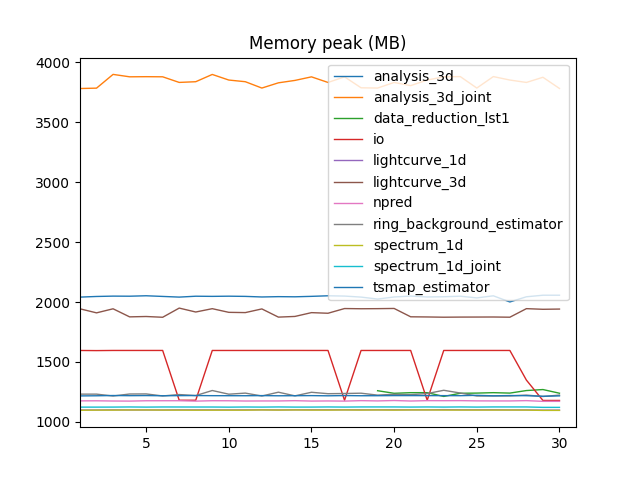 Memory peak (MB)
4000
3500
3000
2500
2000
1500
1000
analysis_3d
analysis_3d_joint
data_reduction_lst1
io
lightcurve_1d
lightcurve_3d
npred
ring_background_estimator
spectrum_1d
spectrum_1d_joint
tsmap_estimator
5 10 15 20 25 30